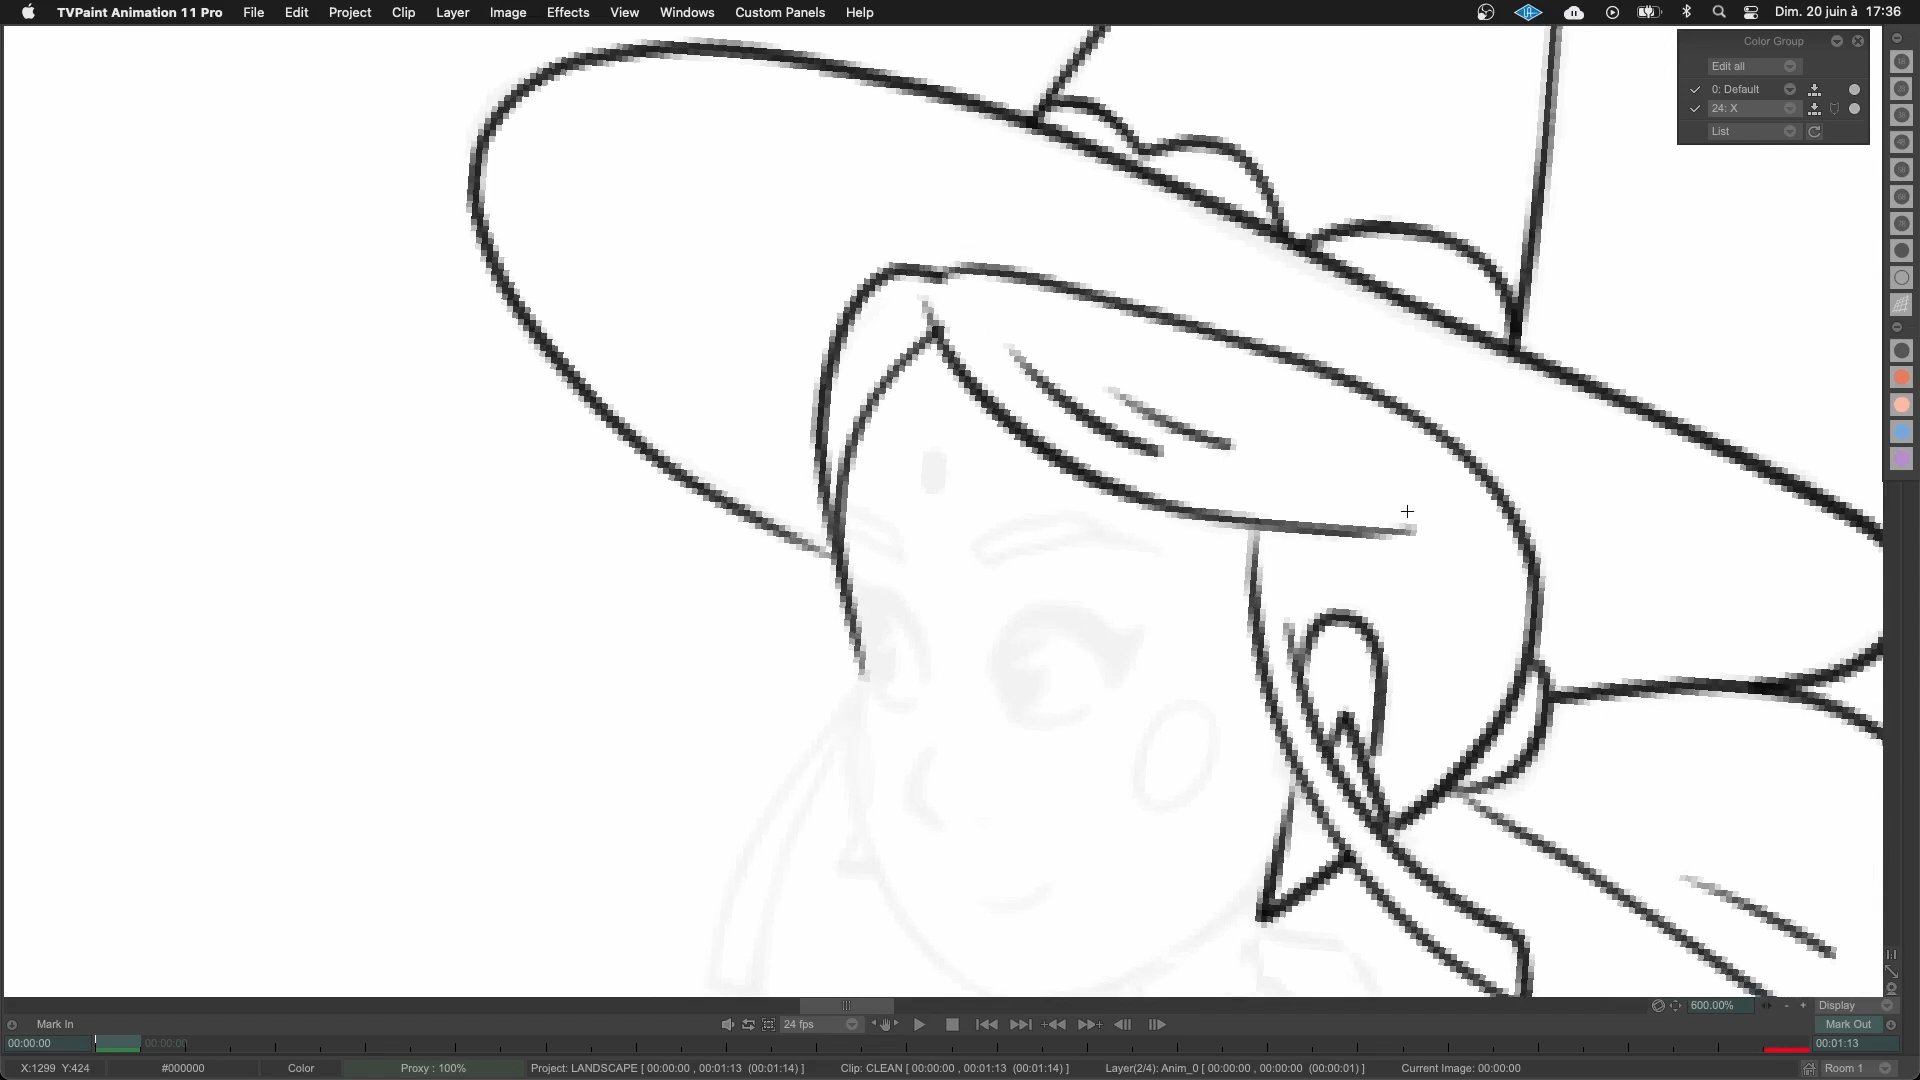 TVPaint Animation 11 Pro File Edit Project Clip Layer Image Effects View Windows Custom Panels Help Dim. 20 juin à 17:36
Color Group
Edit all
0: Default
24: X
List
600.00% - + Display
Mark In 24 fps Mark Out
00:00:00 00:00:00 00:01:13
X:1299 Y:424 #000000 Color Proxy : 100% Project: LANDSCAPE [ 00:00:00 , 00:01:13 (00:01:14) ] Clip: CLEAN [ 00:00:00 , 00:01:13 (00:01:14) ] Layer(2/4): Anim_0 [ 00:00:00 , 00:00:00 (00:00:01) ] Current Image: 00:00:00 Room 1